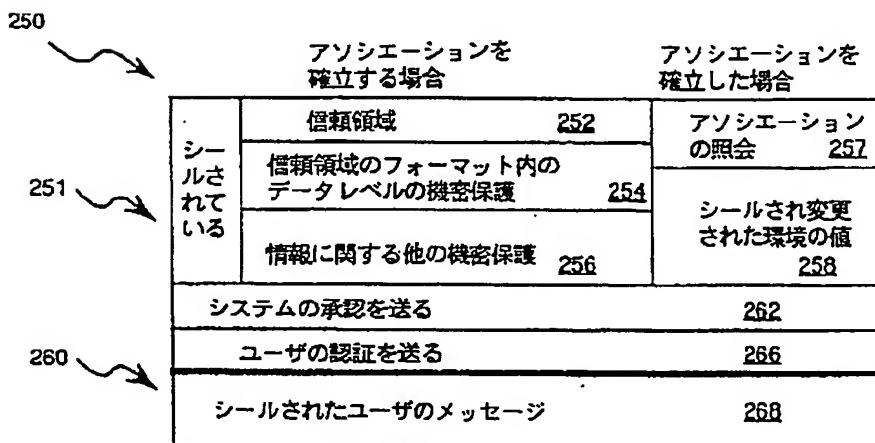 250
アソシエーションを
確立する場合
アソシエーションを
確立した場合
251
シー
ルさ
れて
いる
信頼領域 252
信頼領域のフォーマット内の
データレベルの機密保護 254
情報に関する他の機密保護 256
アソシエーション
の照会 257
シールされ変更
された環境の値
258
システムの承認を送る 262
ユーザの認証を送る 266
260
シールされたユーザのメッセージ 268